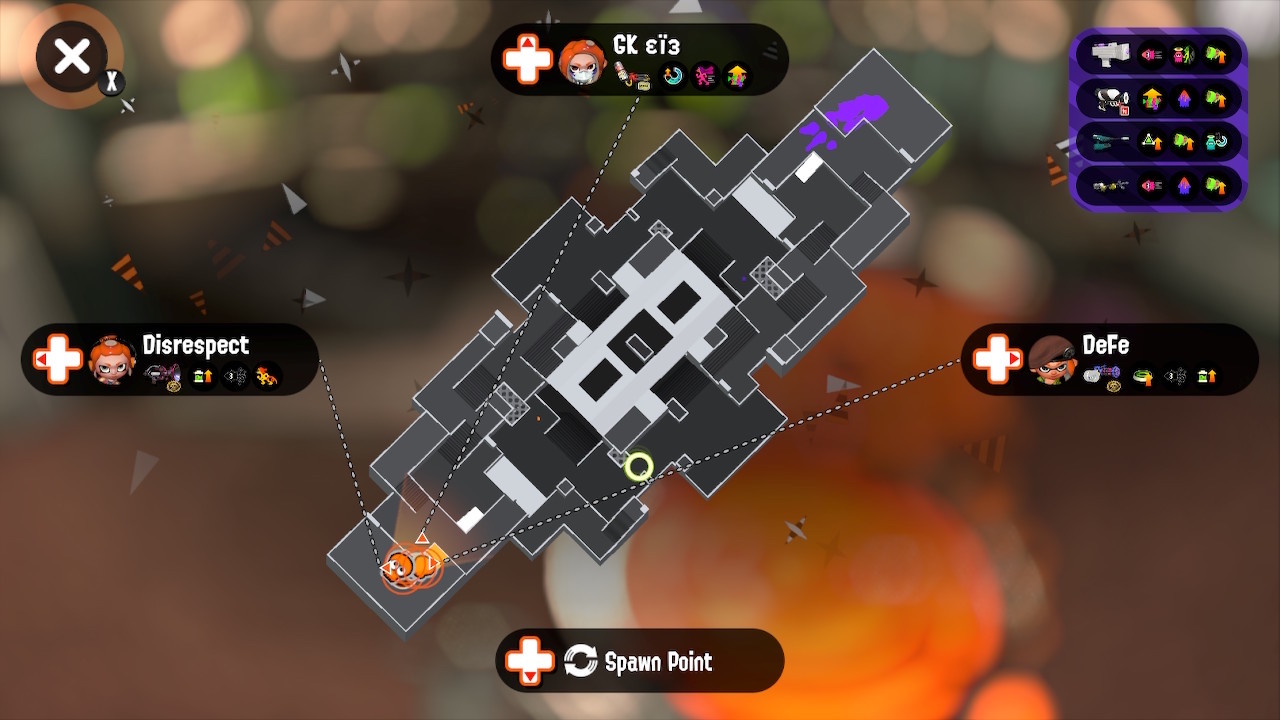 X
GK εïз
Disrespect
DeFe
Spawn Point